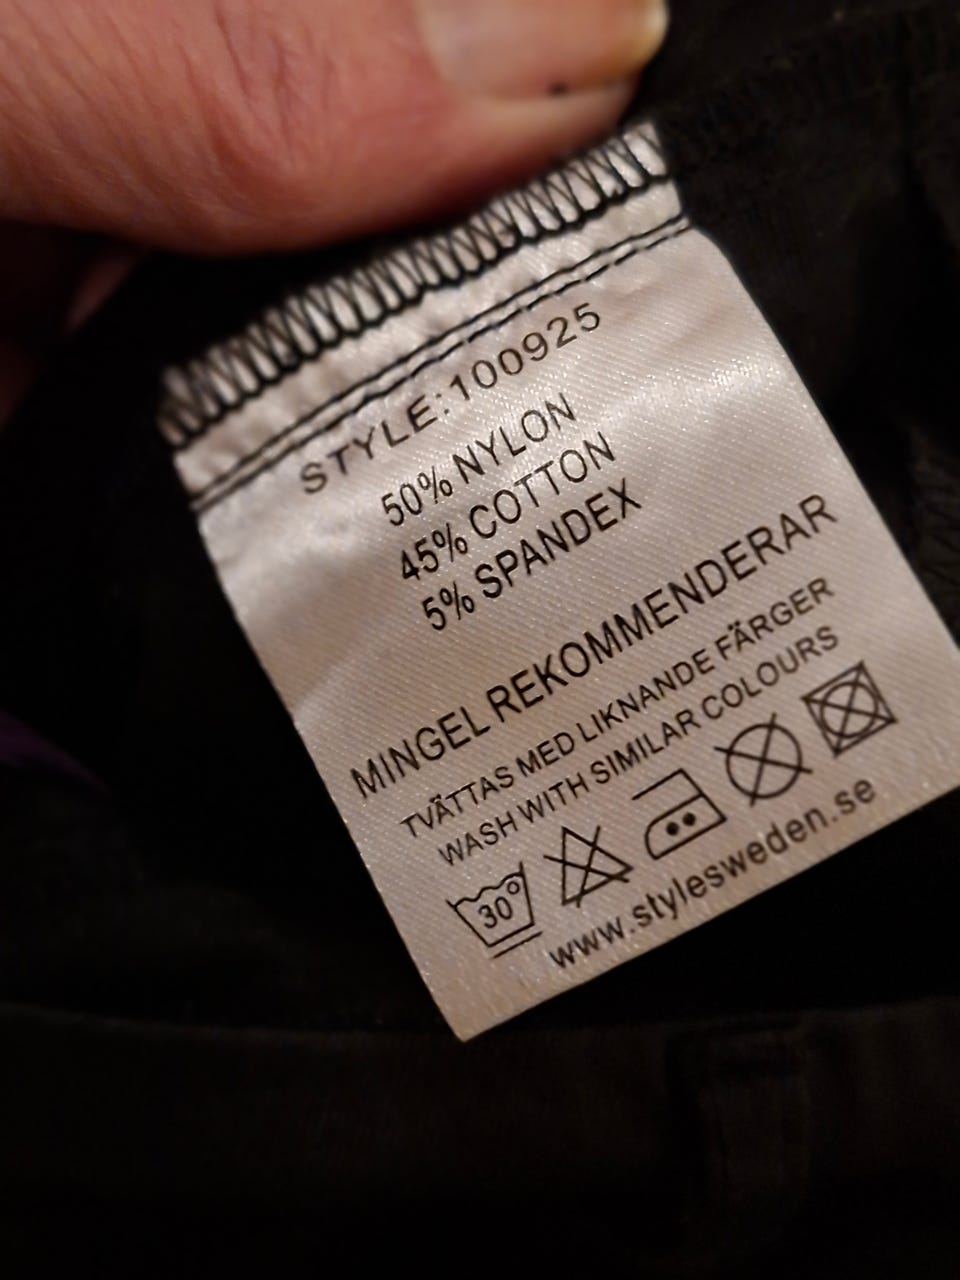 STYLE:100925
50% NYLON
45% COTTON
5% SPANDEX
MINGEL REKOMMENDERAR
TVÄTTAS MED LIKNANDE FÄRGER
WASH WITH SIMILAR COLOURS
30°
www.stylesweden.se